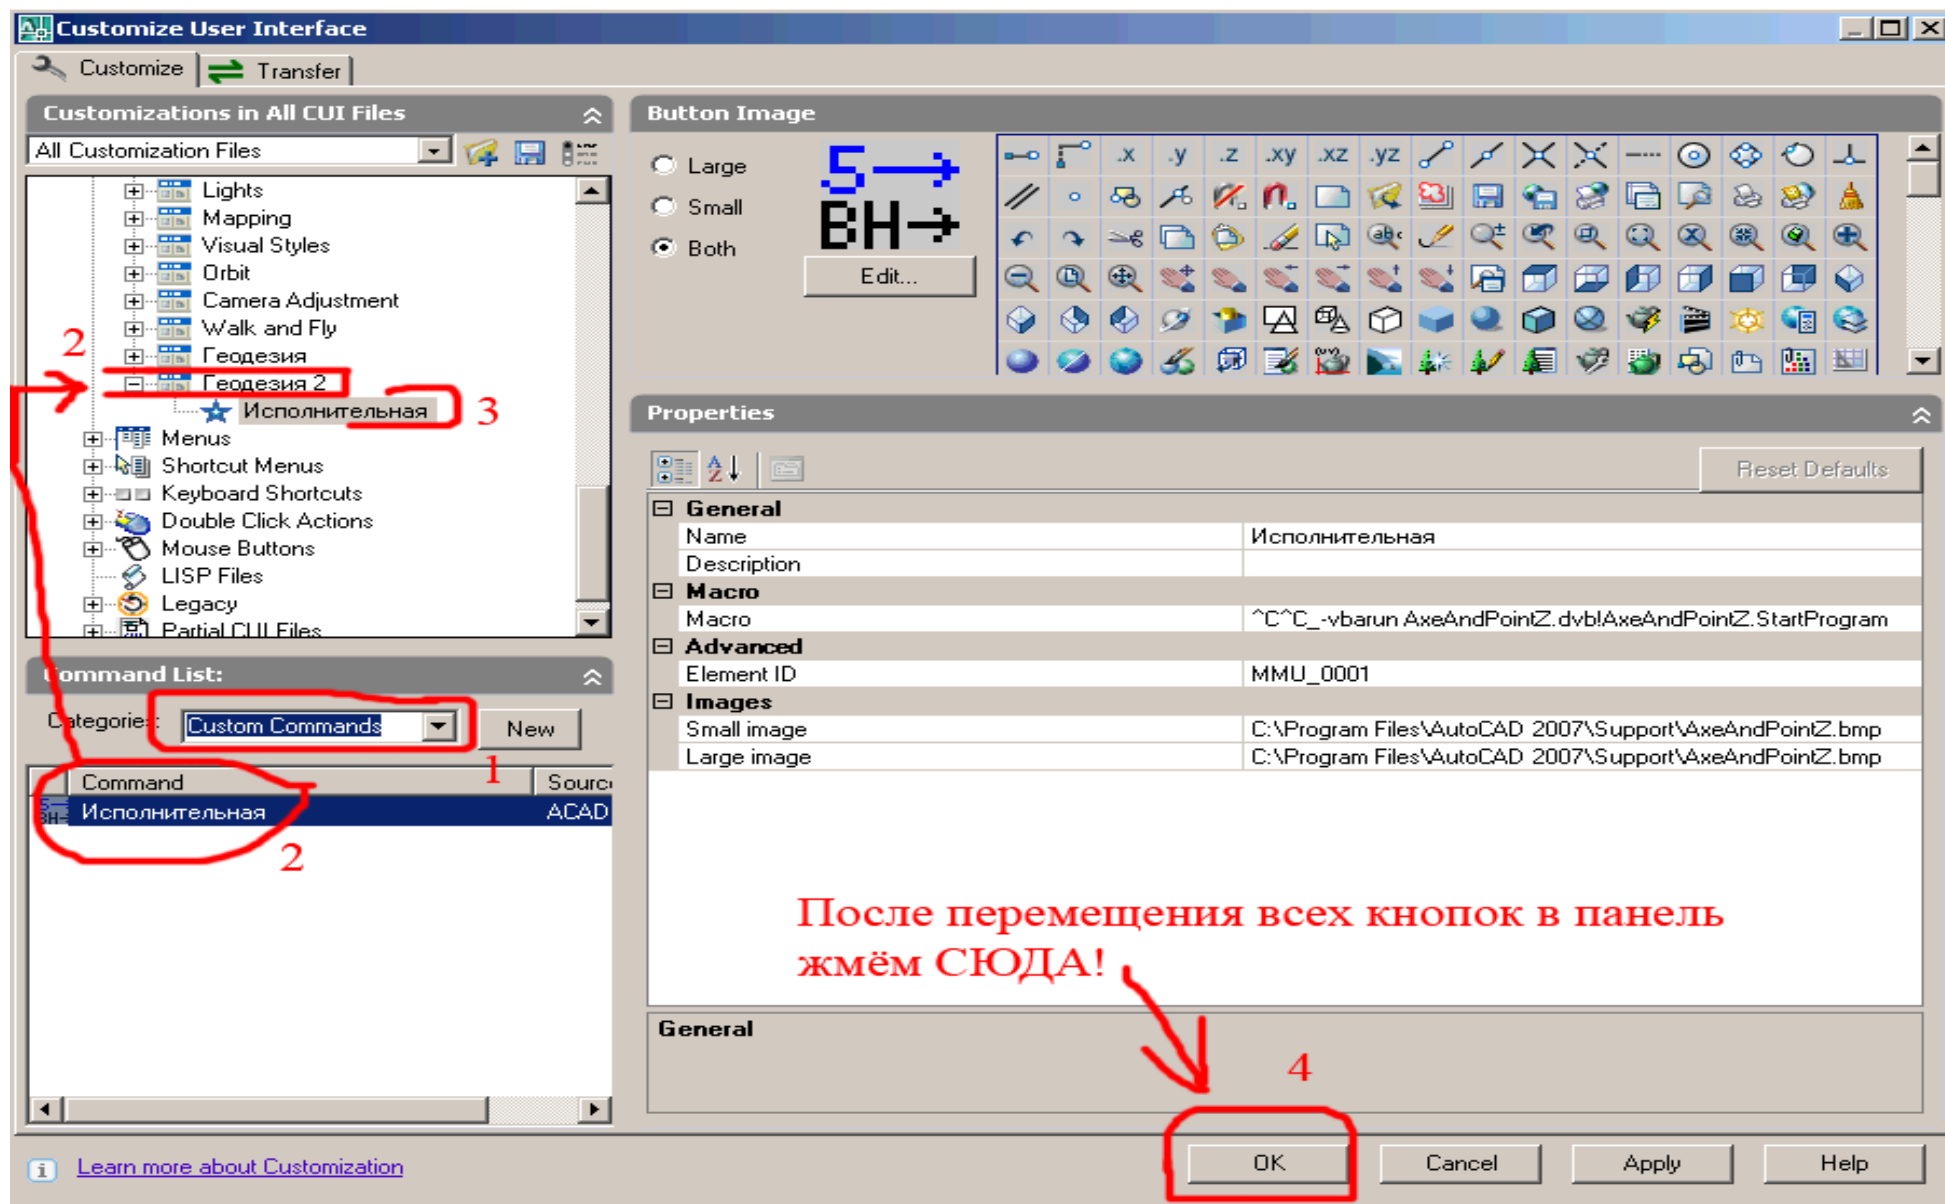 Customize User Interface
Customize
Transfer
Customizations in All CUI Files
All Customization Files
Lights
Mapping
Visual Styles
Orbit
Camera Adjustment
Walk and Fly
Геодезия
2
Геодезия 2
Исполнительная
3
Menus
Shortcut Menus
Keyboard Shortcuts
Double Click Actions
Mouse Buttons
LISP Files
Legacy
Partial CUI Files
Command List:
Categories:
Custom Commands
New
1
Command
Source
Исполнительная
ACAD
2
Button Image
Large
Small
Both
5
ВН
Edit...
.X .y .Z .XY .XZ .YZ
Properties
Reset Defaults
General
Name Исполнительная
Description
Macro
Macro ^C^C_-vbarun AxeAndPointZ.dvb!AxeAndPointZ.StartProgram
Advanced
Element ID MMU_0001
Images
Small image C:\Program Files\AutoCAD 2007\Support\AxeAndPointZ.bmp
Large image C:\Program Files\AutoCAD 2007\Support\AxeAndPointZ.bmp
После перемещения всех кнопок в панель
жмём СЮДА!
General
4
Learn more about Customization
OK
Cancel
Apply
Help